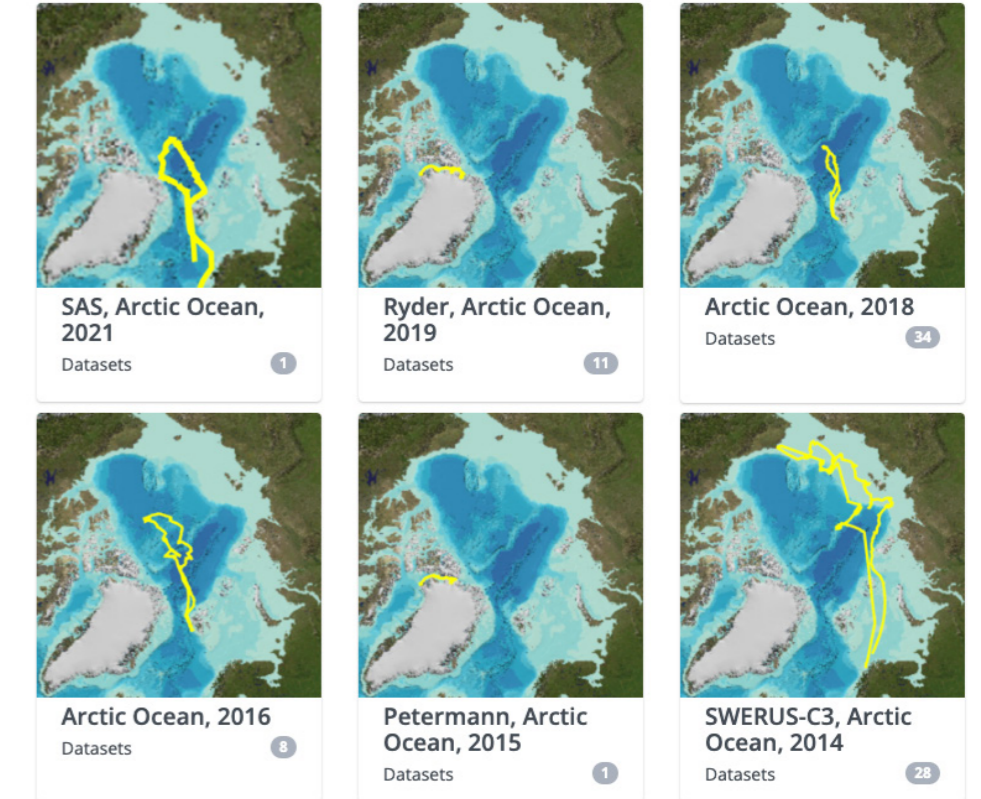 SAS, Arctic Ocean,
2021
Datasets 1
Ryder, Arctic Ocean,
2019
Datasets 11
Arctic Ocean, 2018
Datasets 34
Arctic Ocean, 2016
Datasets 8
Petermann, Arctic
Ocean, 2015
Datasets 1
SWERUS-C3, Arctic
Ocean, 2014
Datasets 28